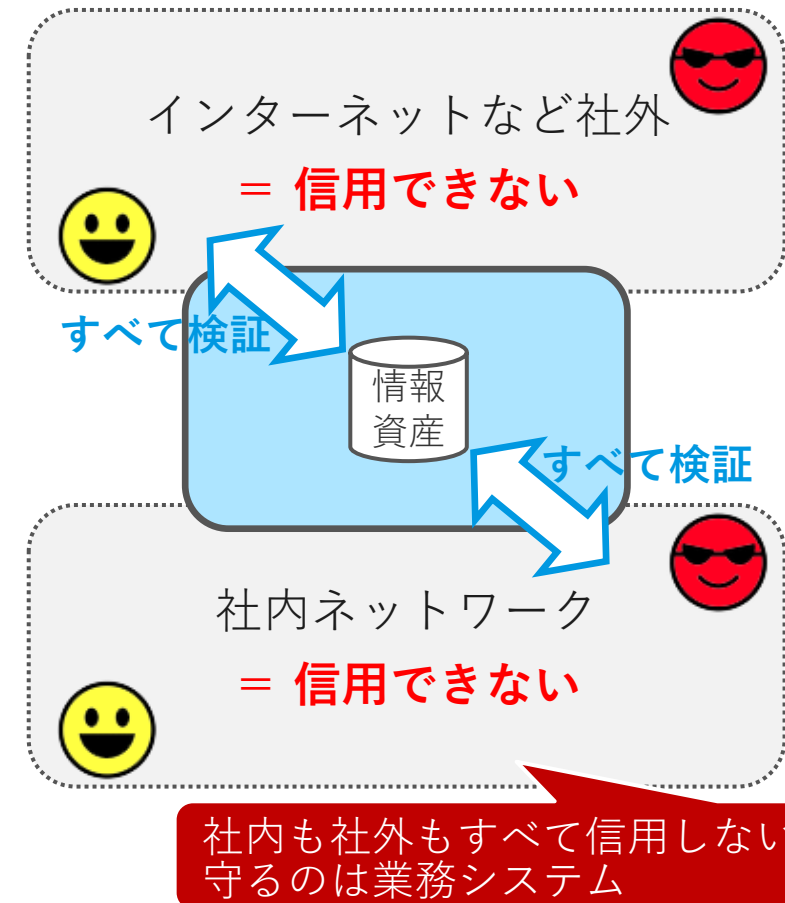 インターネットなど社外
＝ 信用できない
すべて検証
情報
資産
すべて検証
社内ネットワーク
＝ 信用できない
社内も社外もすべて信用しない
守るのは業務システム